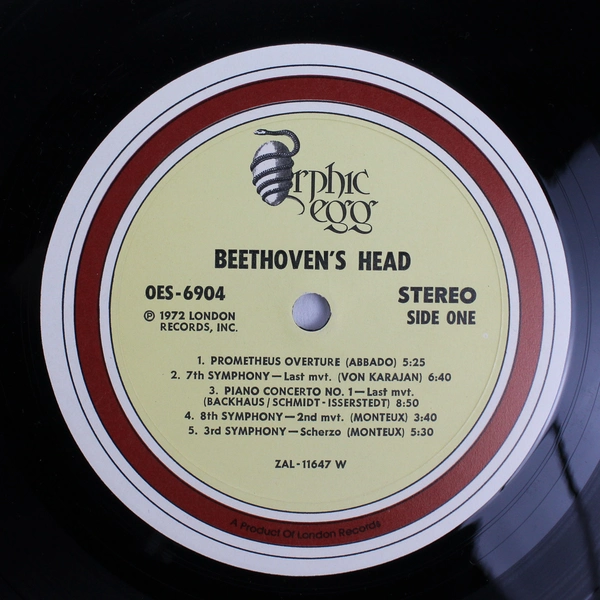 Orphic
egg
BEETHOVEN'S HEAD
OES-6904
STEREO
℗ 1972 LONDON
RECORDS, INC.
SIDE ONE
1. PROMETHEUS OVERTURE (ABBADO) 5:25
2. 7th SYMPHONY—Last mvt. (VON KARAJAN) 6:40
3. PIANO CONCERTO NO. 1—Last mvt.
(BACKHAUS/SCHMIDT-ISSERSTEDT) 8:50
4. 8th SYMPHONY—2nd mvt. (MONTEUX) 3:40
5. 3rd SYMPHONY—Scherzo (MONTEUX) 5:30
ZAL-11647 W
A Product Of London Records